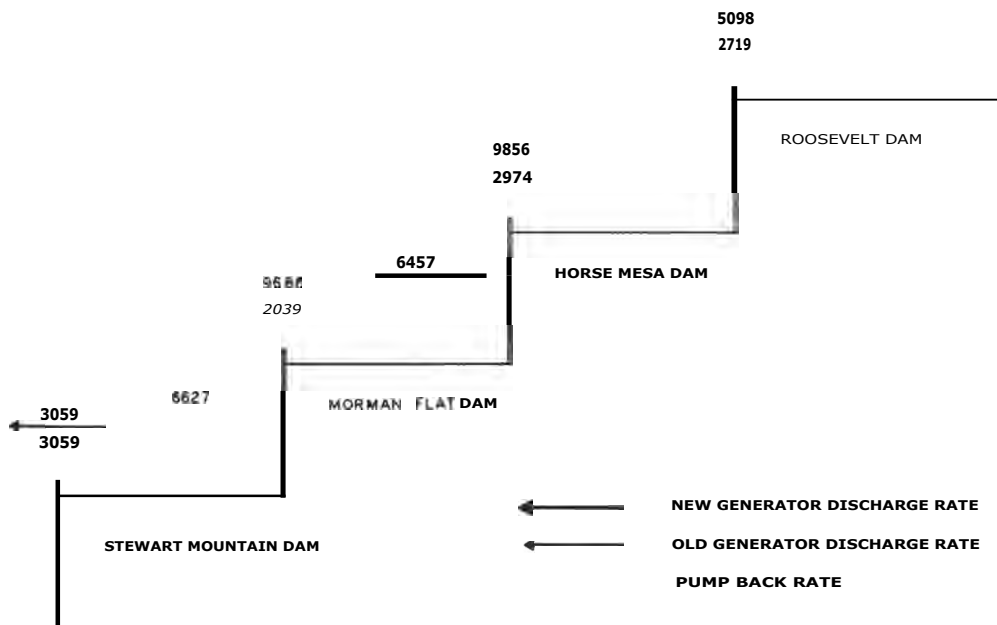 5098
2719
ROOSEVELT DAM
9856
2974
HORSE MESA DAM
6457
9686
2039
MORMAN FLAT DAM
6627
3059
3059
STEWART MOUNTAIN DAM
NEW GENERATOR DISCHARGE RATE
OLD GENERATOR DISCHARGE RATE
PUMP BACK RATE